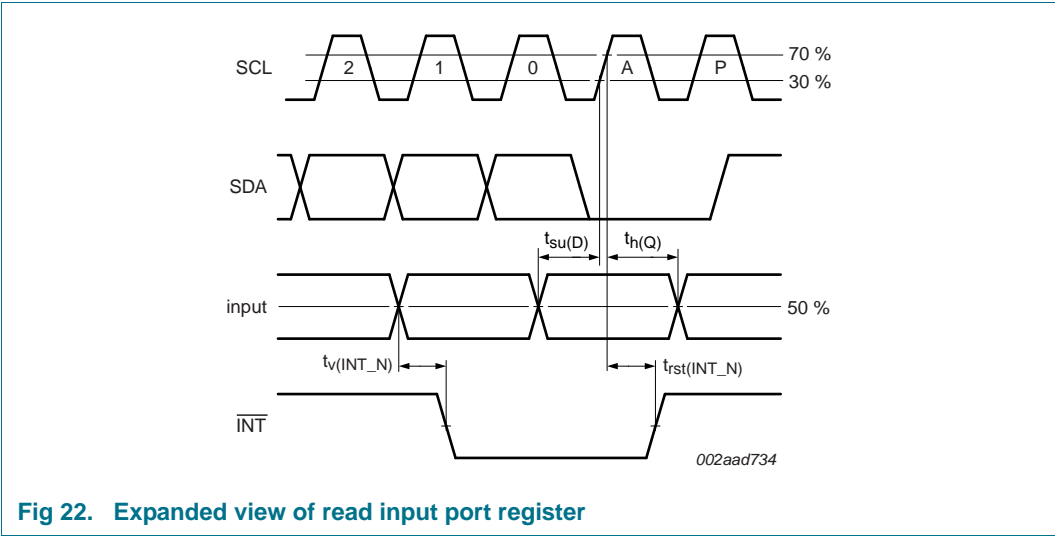 SCL 2 1 0 A P 70 %
30 %
SDA
tsu(D) th(Q)
input 50 %
tv(INT_N) trst(INT_N)
INT
002aad734
Fig 22. Expanded view of read input port register